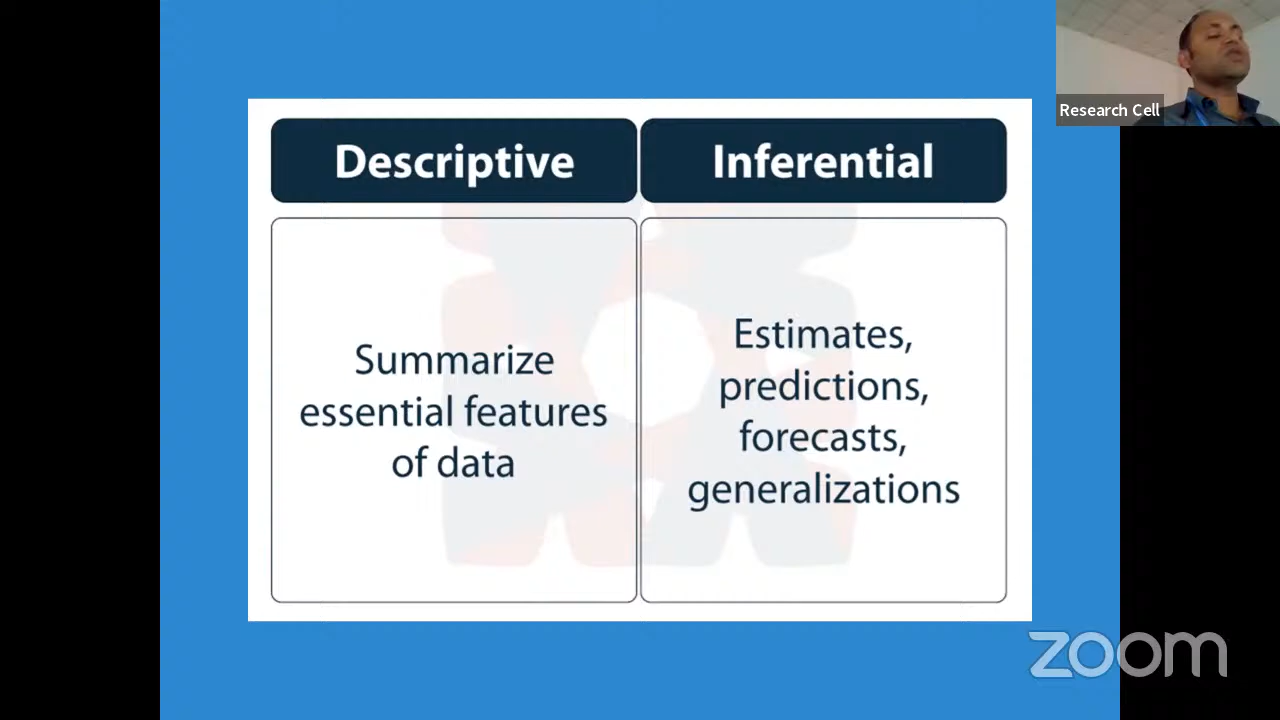 Research Cell
Descriptive
Inferential
Summarize
essential features
of data
Estimates,
predictions,
forecasts,
generalizations
zoom